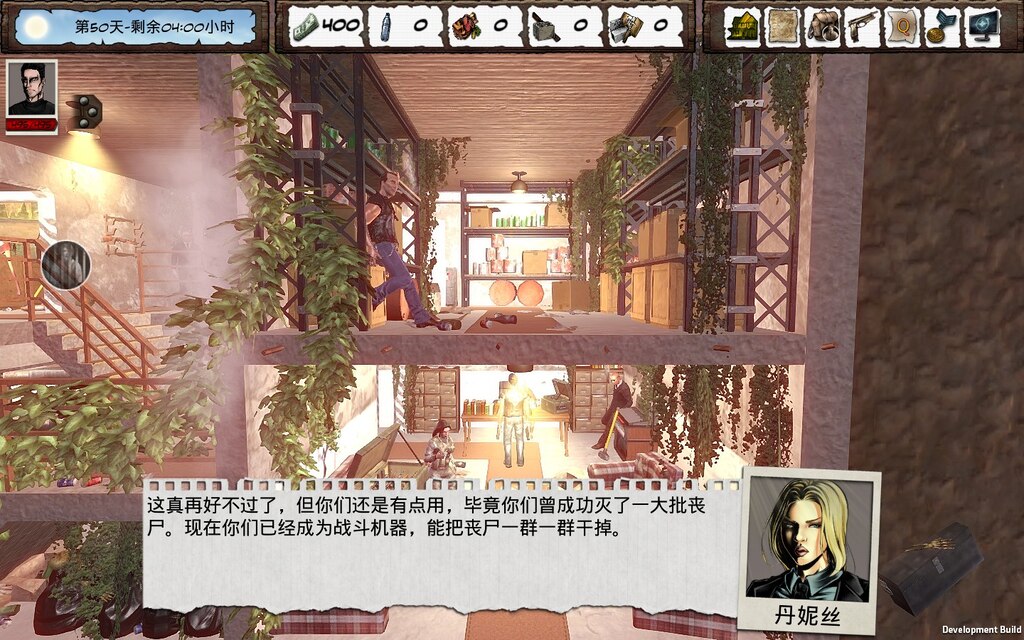 第50天-剩余04:00小时
400
0
0
0
0
Q
这真再好不过了，但你们还是有点用，毕竟你们曾成功灭了一大批丧
尸。现在你们已经成为战斗机器，能把丧尸一群一群干掉。
丹妮丝
Development Build